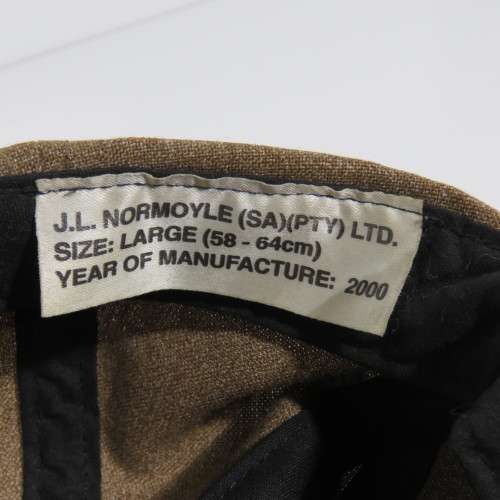 J.L. NORMOYLE (SA)(PTY) LTD.
SIZE: LARGE (58 - 64cm)
YEAR OF MANUFACTURE: 2000